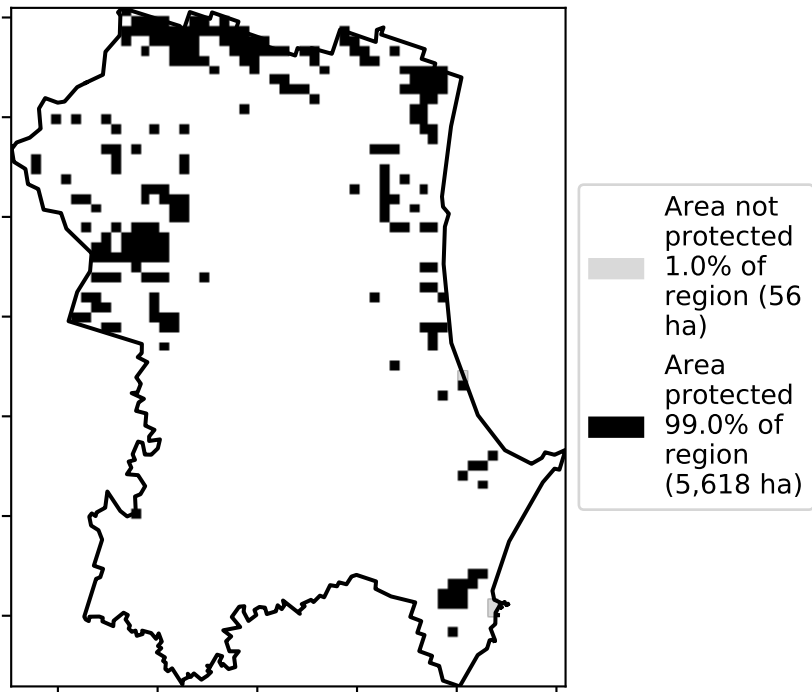 Area not
protected
1.0% of
region (56
ha)
Area
protected
99.0% of
region
(5,618 ha)